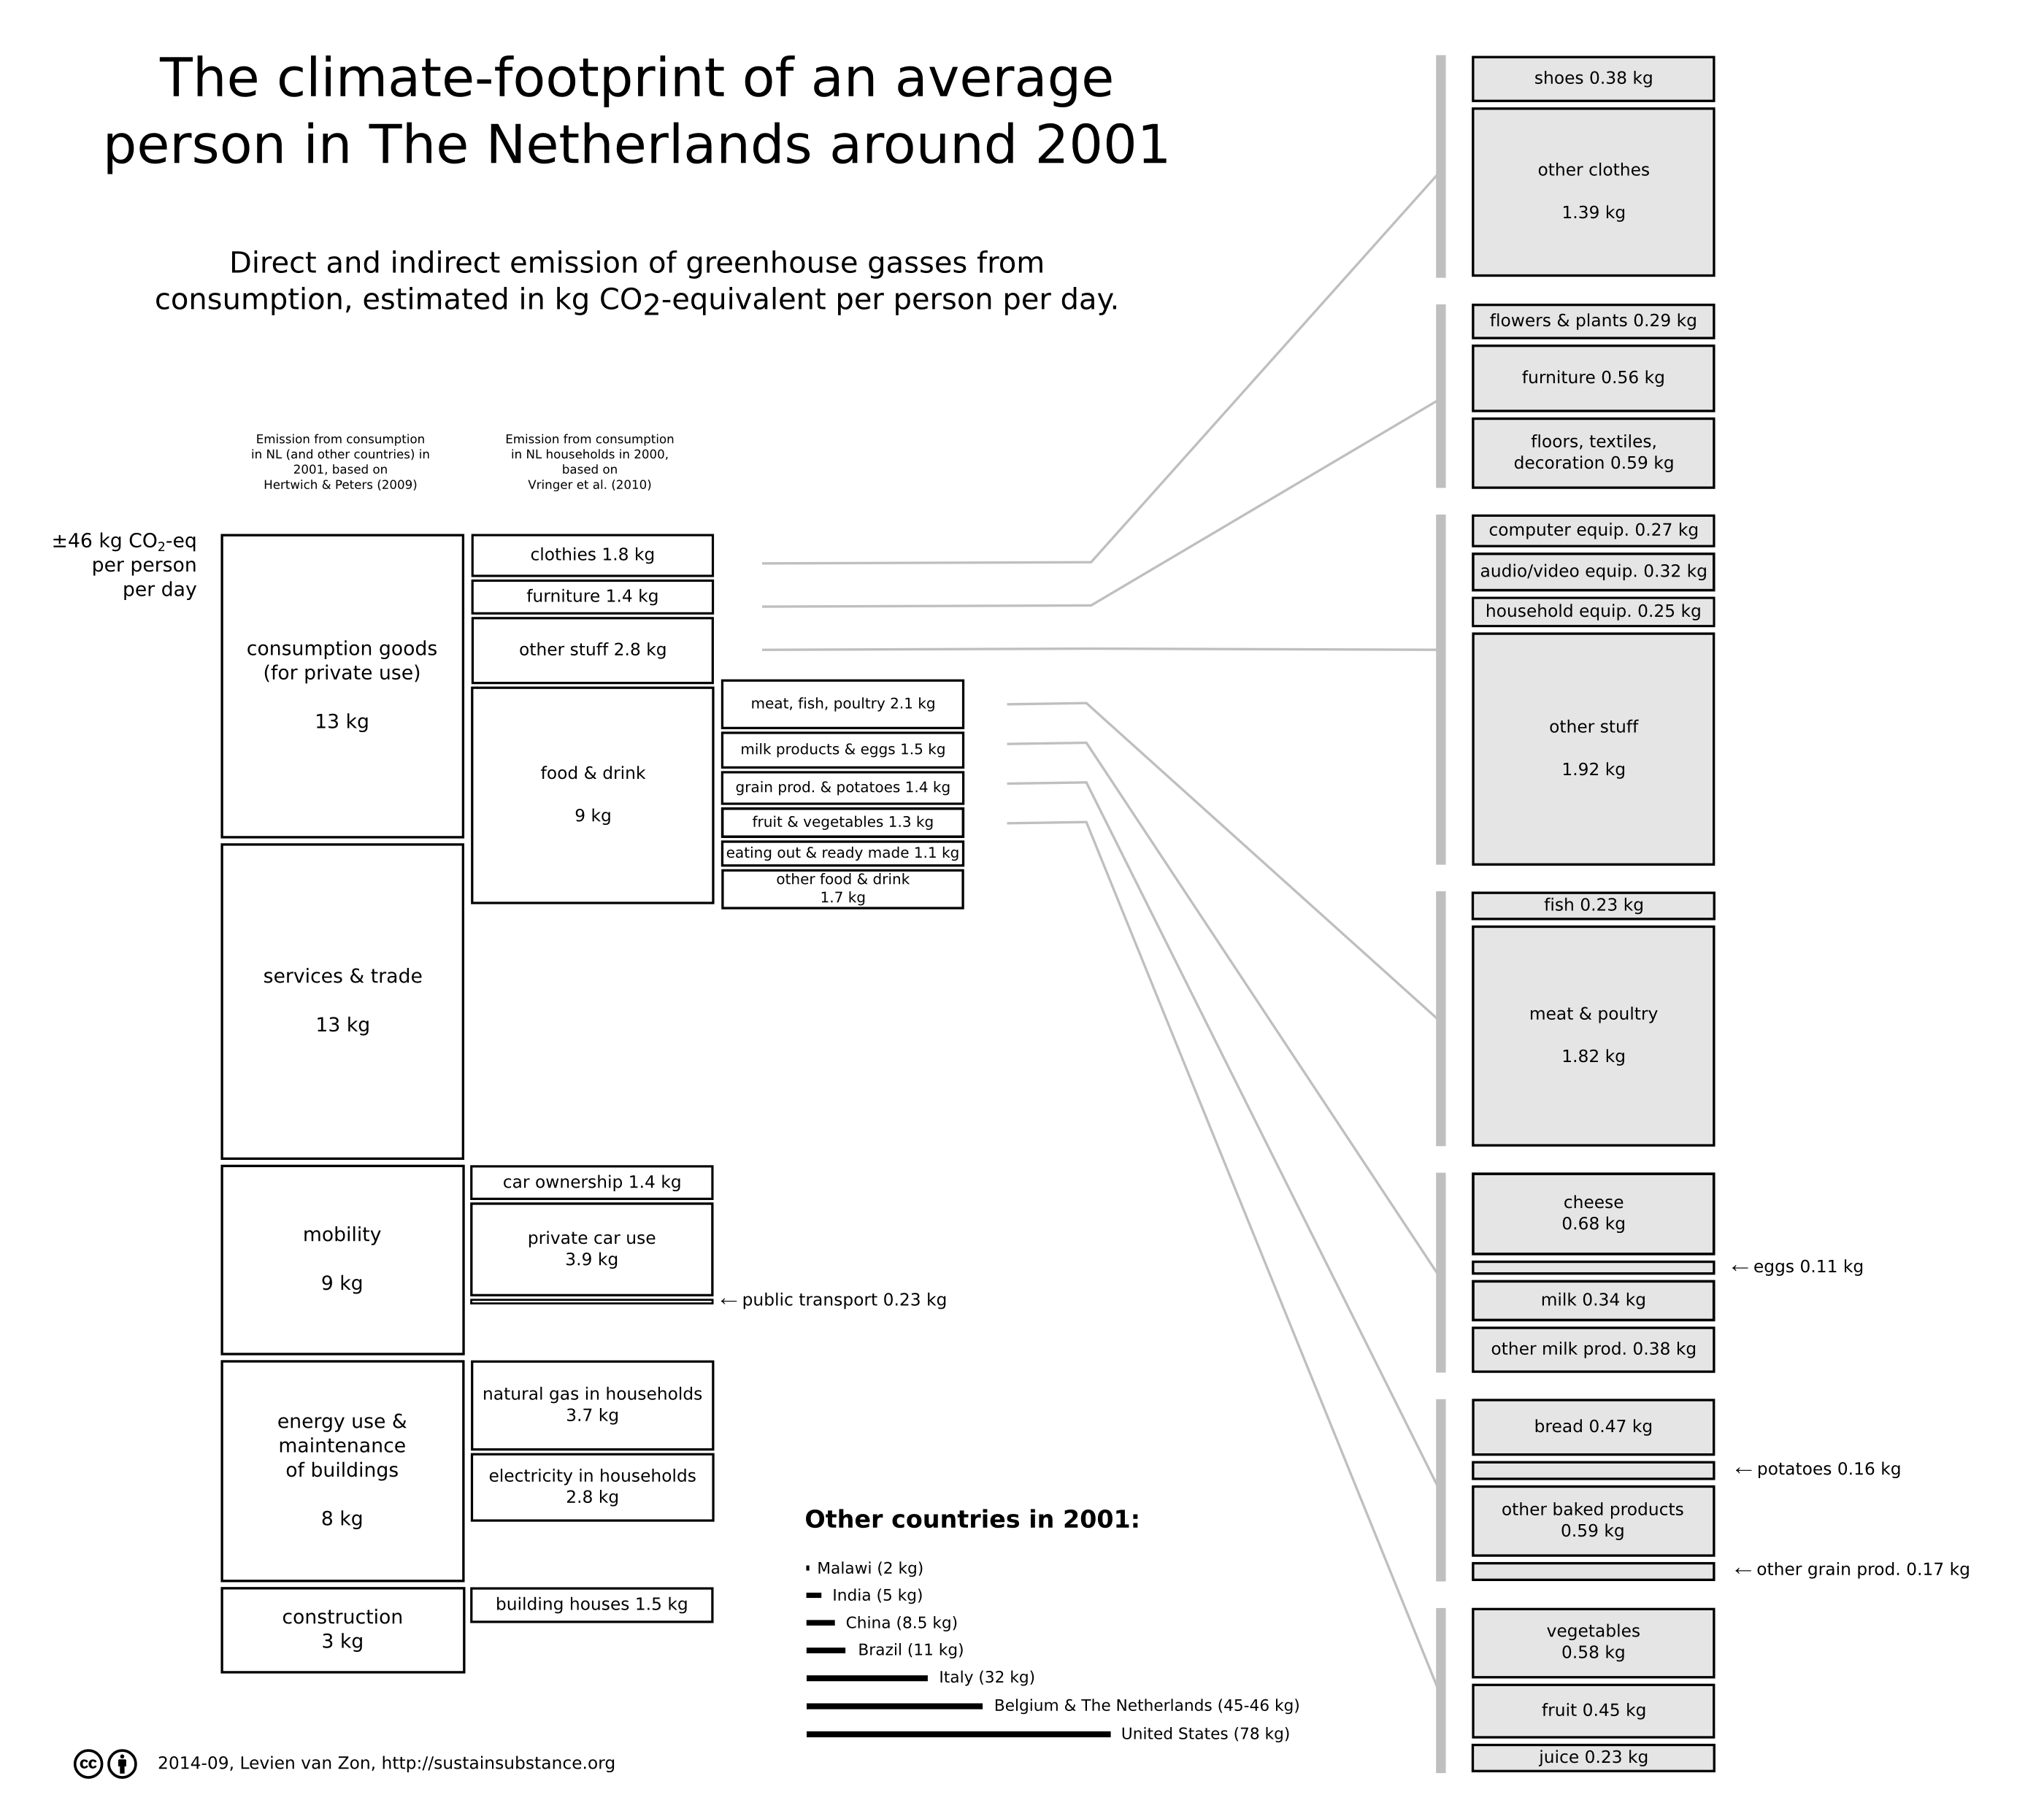 The climate-footprint of an average
person in The Netherlands around 2001
Direct and indirect emission of greenhouse gasses from
consumption, estimated in kg CO2-equivalent per person per day.
Emission from consumption
in NL (and other countries) in
2001, based on
Hertwich & Peters (2009)
Emission from consumption
in NL households in 2000,
based on
Vringer et al. (2010)
±46 kg CO2-eq
per person
per day
consumption goods
(for private use)
13 kg
services & trade
13 kg
mobility
9 kg
energy use &
maintenance
of buildings
8 kg
construction
3 kg
clothies 1.8 kg
furniture 1.4 kg
other stuff 2.8 kg
food & drink
9 kg
car ownership 1.4 kg
private car use
3.9 kg
← public transport 0.23 kg
natural gas in households
3.7 kg
electricity in households
2.8 kg
building houses 1.5 kg
meat, fish, poultry 2.1 kg
milk products & eggs 1.5 kg
grain prod. & potatoes 1.4 kg
fruit & vegetables 1.3 kg
eating out & ready made 1.1 kg
other food & drink
1.7 kg
shoes 0.38 kg
other clothes
1.39 kg
flowers & plants 0.29 kg
furniture 0.56 kg
floors, textiles,
decoration 0.59 kg
computer equip. 0.27 kg
audio/video equip. 0.32 kg
household equip. 0.25 kg
other stuff
1.92 kg
fish 0.23 kg
meat & poultry
1.82 kg
cheese
0.68 kg
← eggs 0.11 kg
milk 0.34 kg
other milk prod. 0.38 kg
bread 0.47 kg
← potatoes 0.16 kg
other baked products
0.59 kg
← other grain prod. 0.17 kg
vegetables
0.58 kg
fruit 0.45 kg
juice 0.23 kg
Other countries in 2001:
Malawi (2 kg)
India (5 kg)
China (8.5 kg)
Brazil (11 kg)
Italy (32 kg)
Belgium & The Netherlands (45-46 kg)
United States (78 kg)
cc
2014-09, Levien van Zon, http://sustainsubstance.org